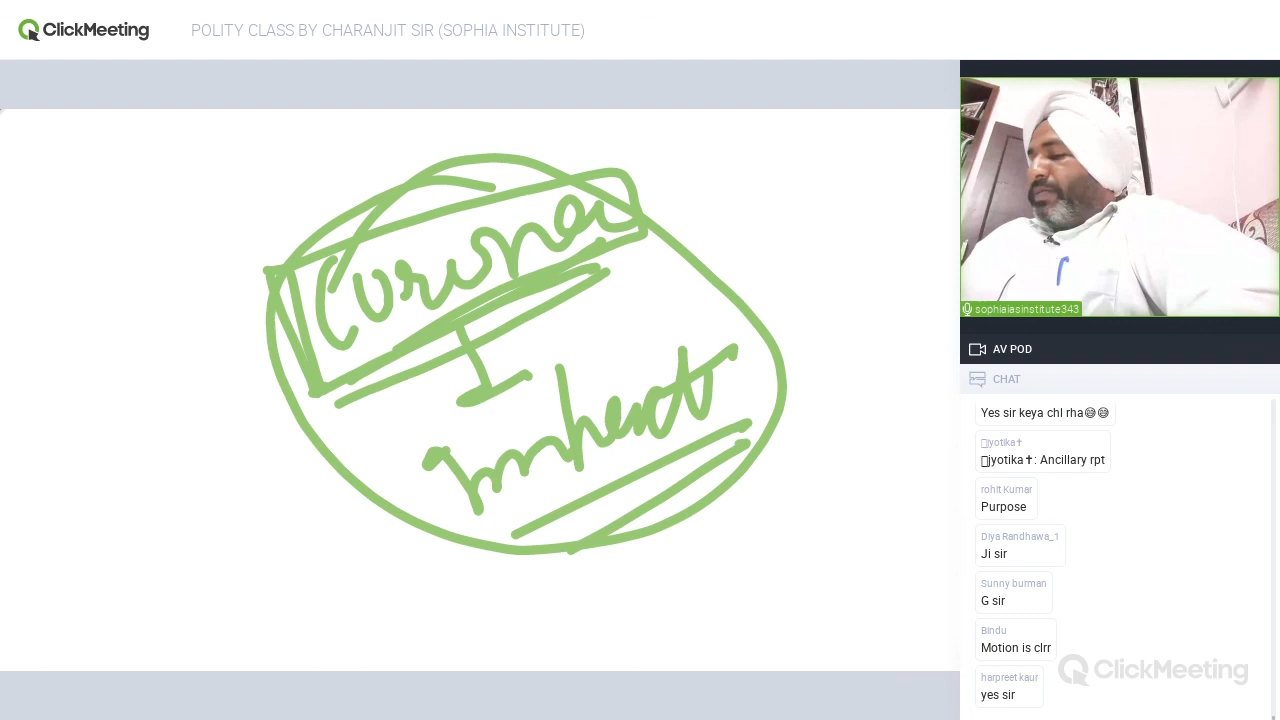 ClickMeeting
POLITY CLASS BY CHARANJIT SIR (SOPHIA INSTITUTE)
I
sophiaiasinstitute343
AV POD
CHAT
Yes sir keya chl rha😅😅
jyotika✝
jyotika✝: Ancillary rpt
rohit Kumar
Purpose
Diya Randhawa_1
Ji sir
Sunny burman
G sir
Bindu
Motion is clrr
harpreet kaur
yes sir
ClickMeeting